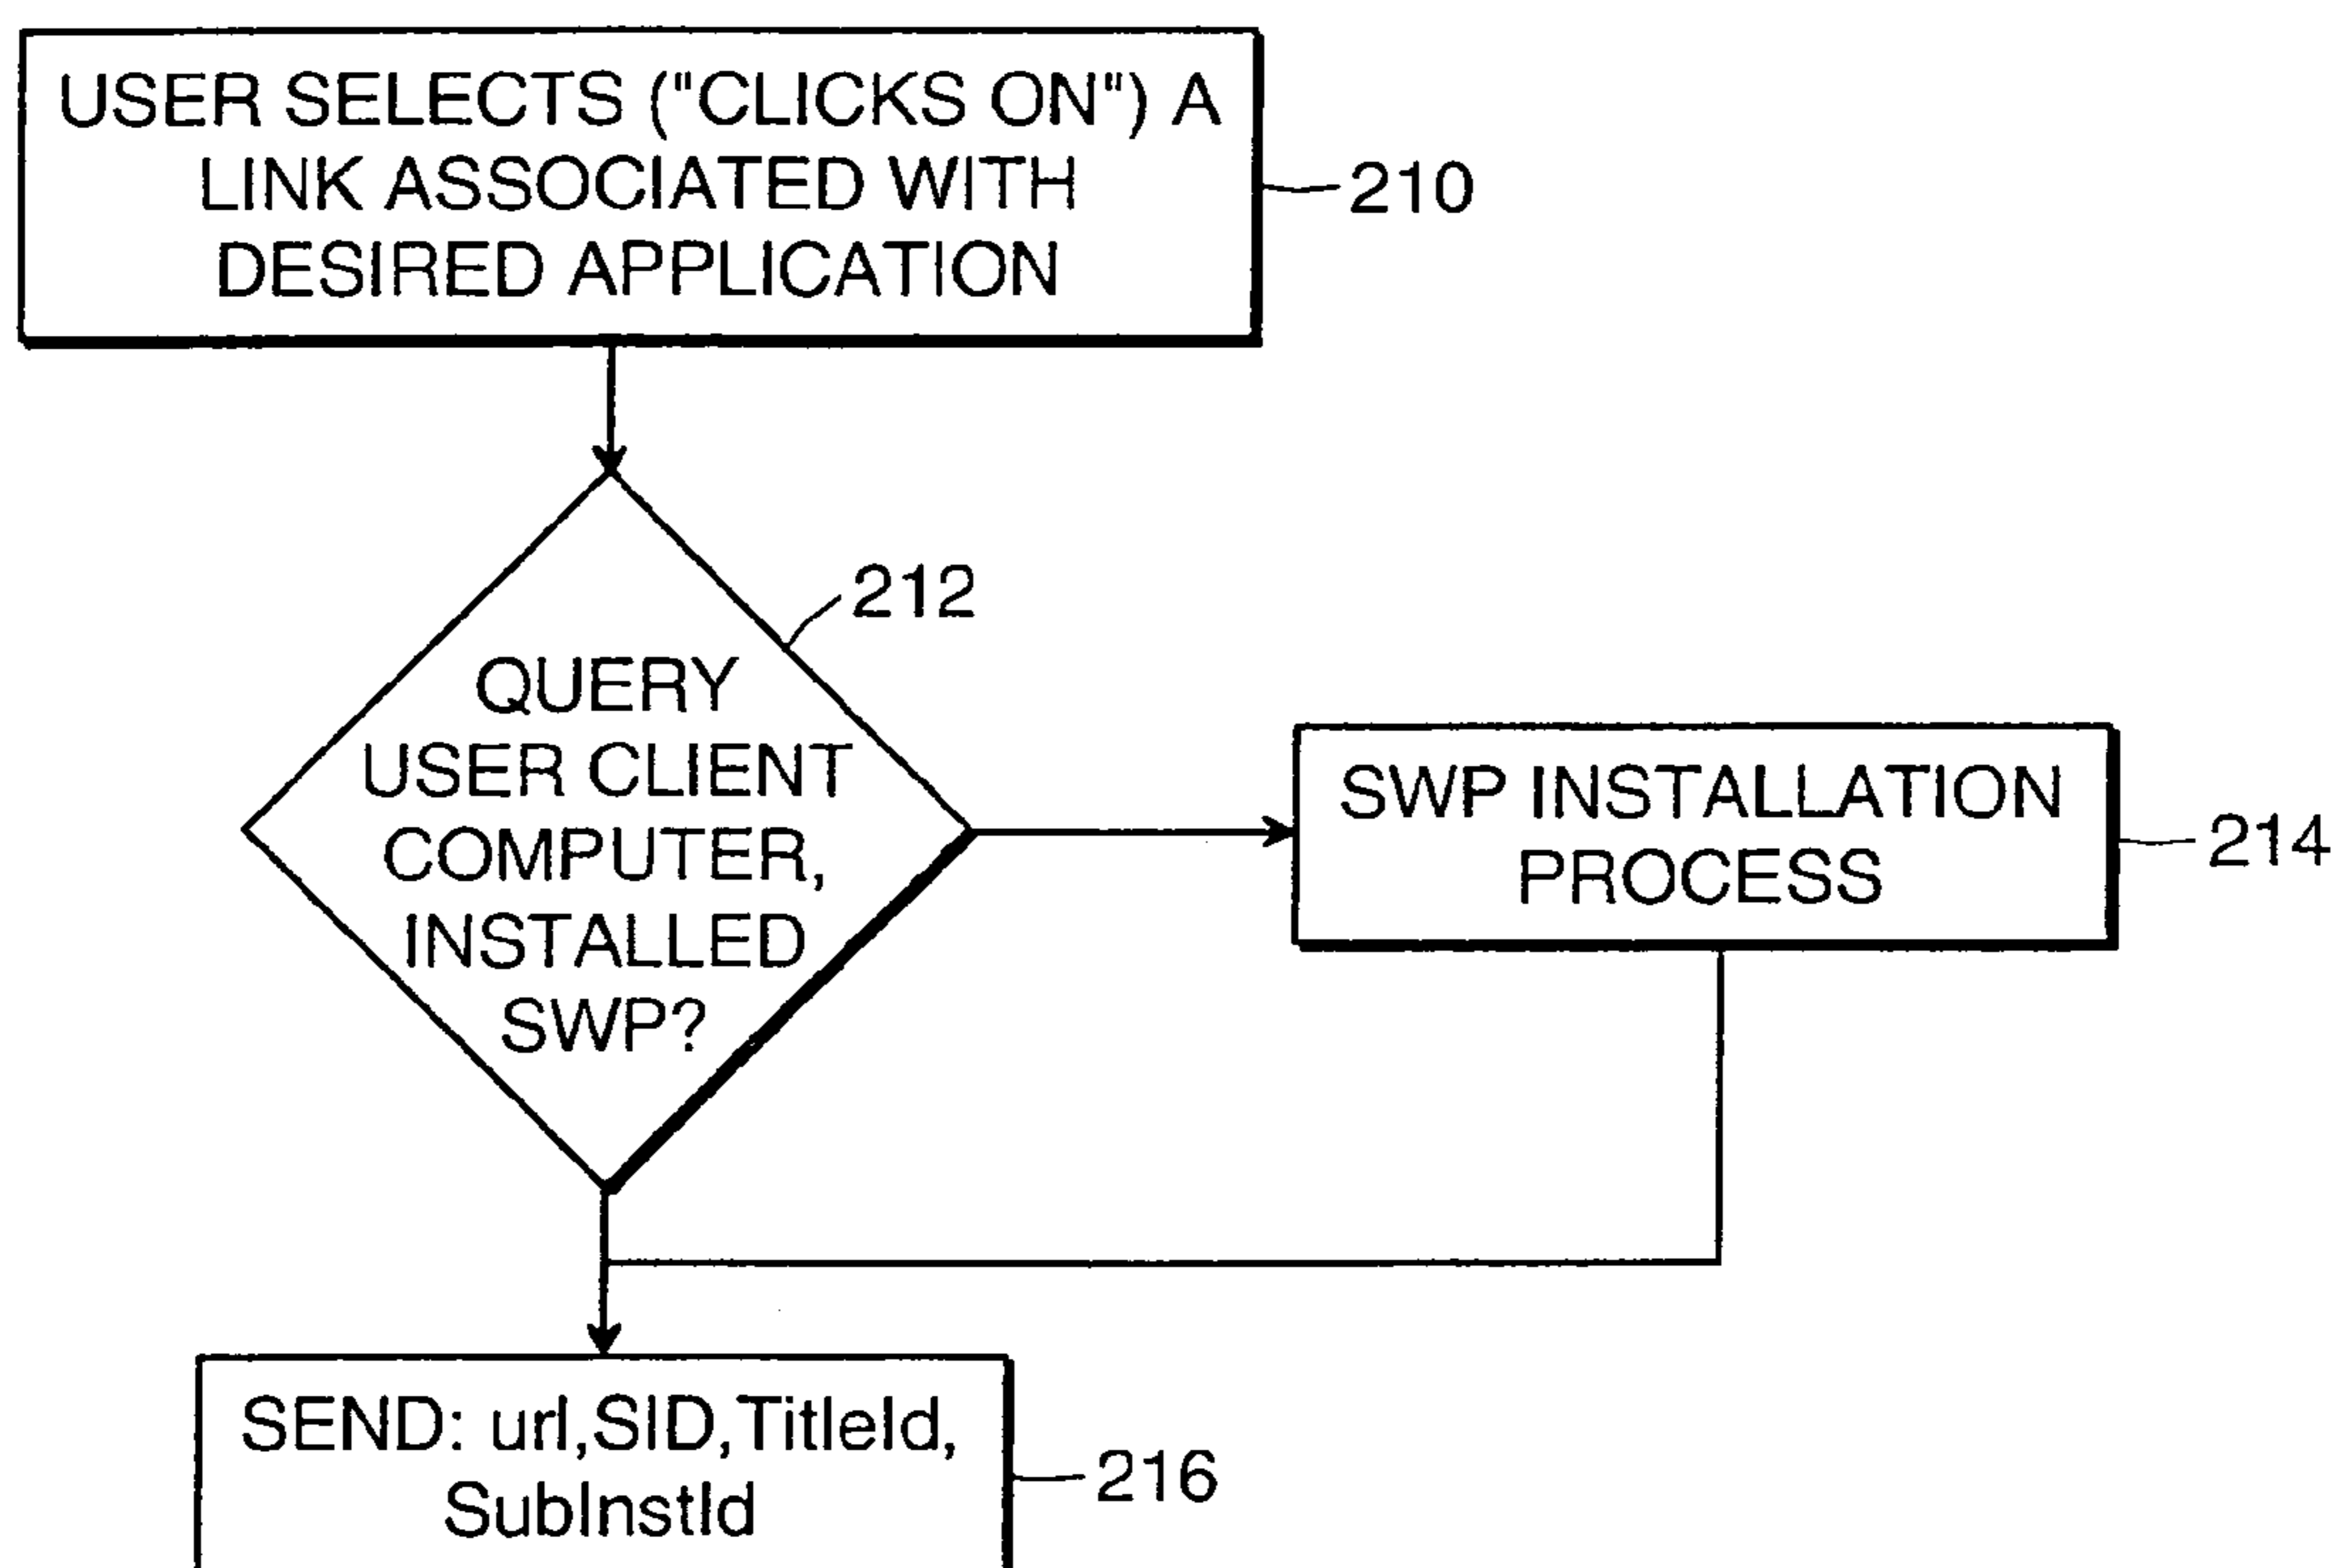 USER SELECTS ("CLICKS ON") A
LINK ASSOCIATED WITH
DESIRED APPLICATION
210
212
QUERY
USER CLIENT
COMPUTER,
INSTALLED
SWP?
SWP INSTALLATION
PROCESS
214
SEND: url,SID,TitleId,
SubInstId
216